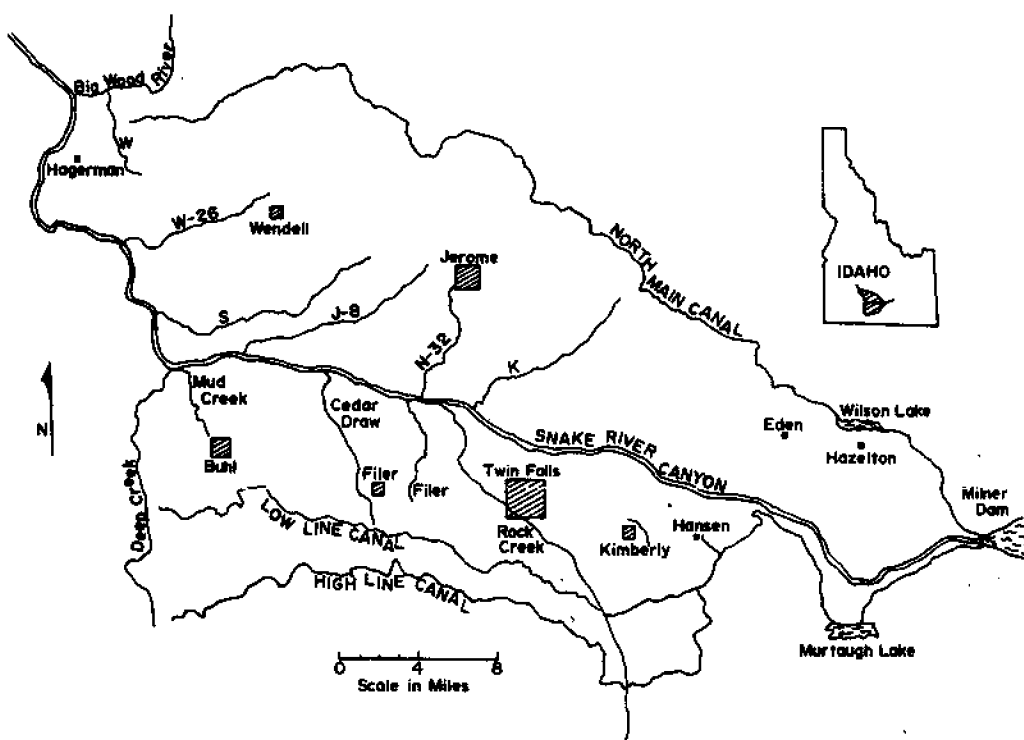 Big Wood River
W
Hagerman
W-26
Wendell
NORTH MAIN CANAL
IDAHO
Jerome
S
J-8
N-32
K
N
Mud
Creek
Cedar
Draw
SNAKE RIVER CANYON
Eden
Wilson Lake
Hazelton
Buhl
Filer
Filer
Twin Falls
Milner
Dam
Deep Creek
LOW LINE CANAL
Rock
Creek
Kimberly
Hansen
HIGH LINE CANAL
Murtaugh Lake
0 4 8
Scale in Miles